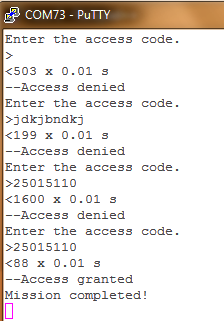 COM73 - PuTTY
Enter the access code.
>
<503 x 0.01 s
--Access denied
Enter the access code.
>jdkjbndkj
<199 x 0.01 s
--Access denied
Enter the access code.
>25015110
<1600 x 0.01 s
--Access denied
Enter the access code.
>25015110
<88 x 0.01 s
--Access granted
Mission completed!